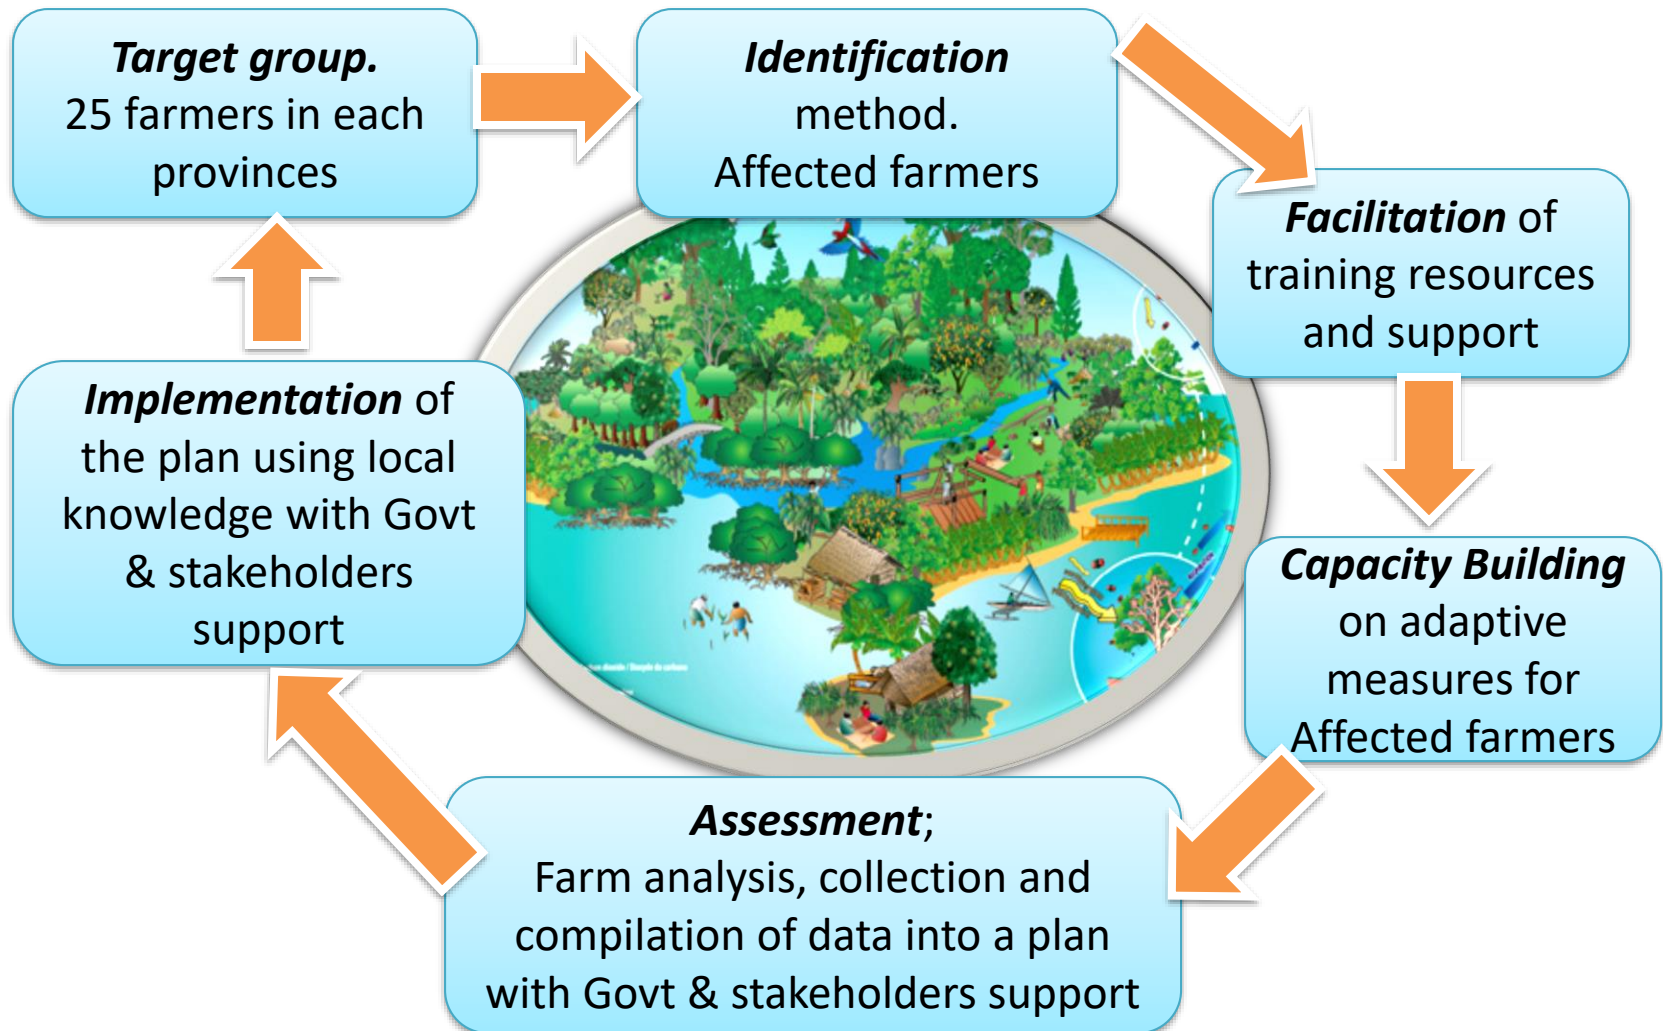 Target group.
25 farmers in each
provinces
Identification
method.
Affected farmers
Facilitation of
training resources
and support
Capacity Building
on adaptive
measures for
Affected farmers
Assessment;
Farm analysis, collection and
compilation of data into a plan
with Govt & stakeholders support
Implementation of
the plan using local
knowledge with Govt
& stakeholders
support